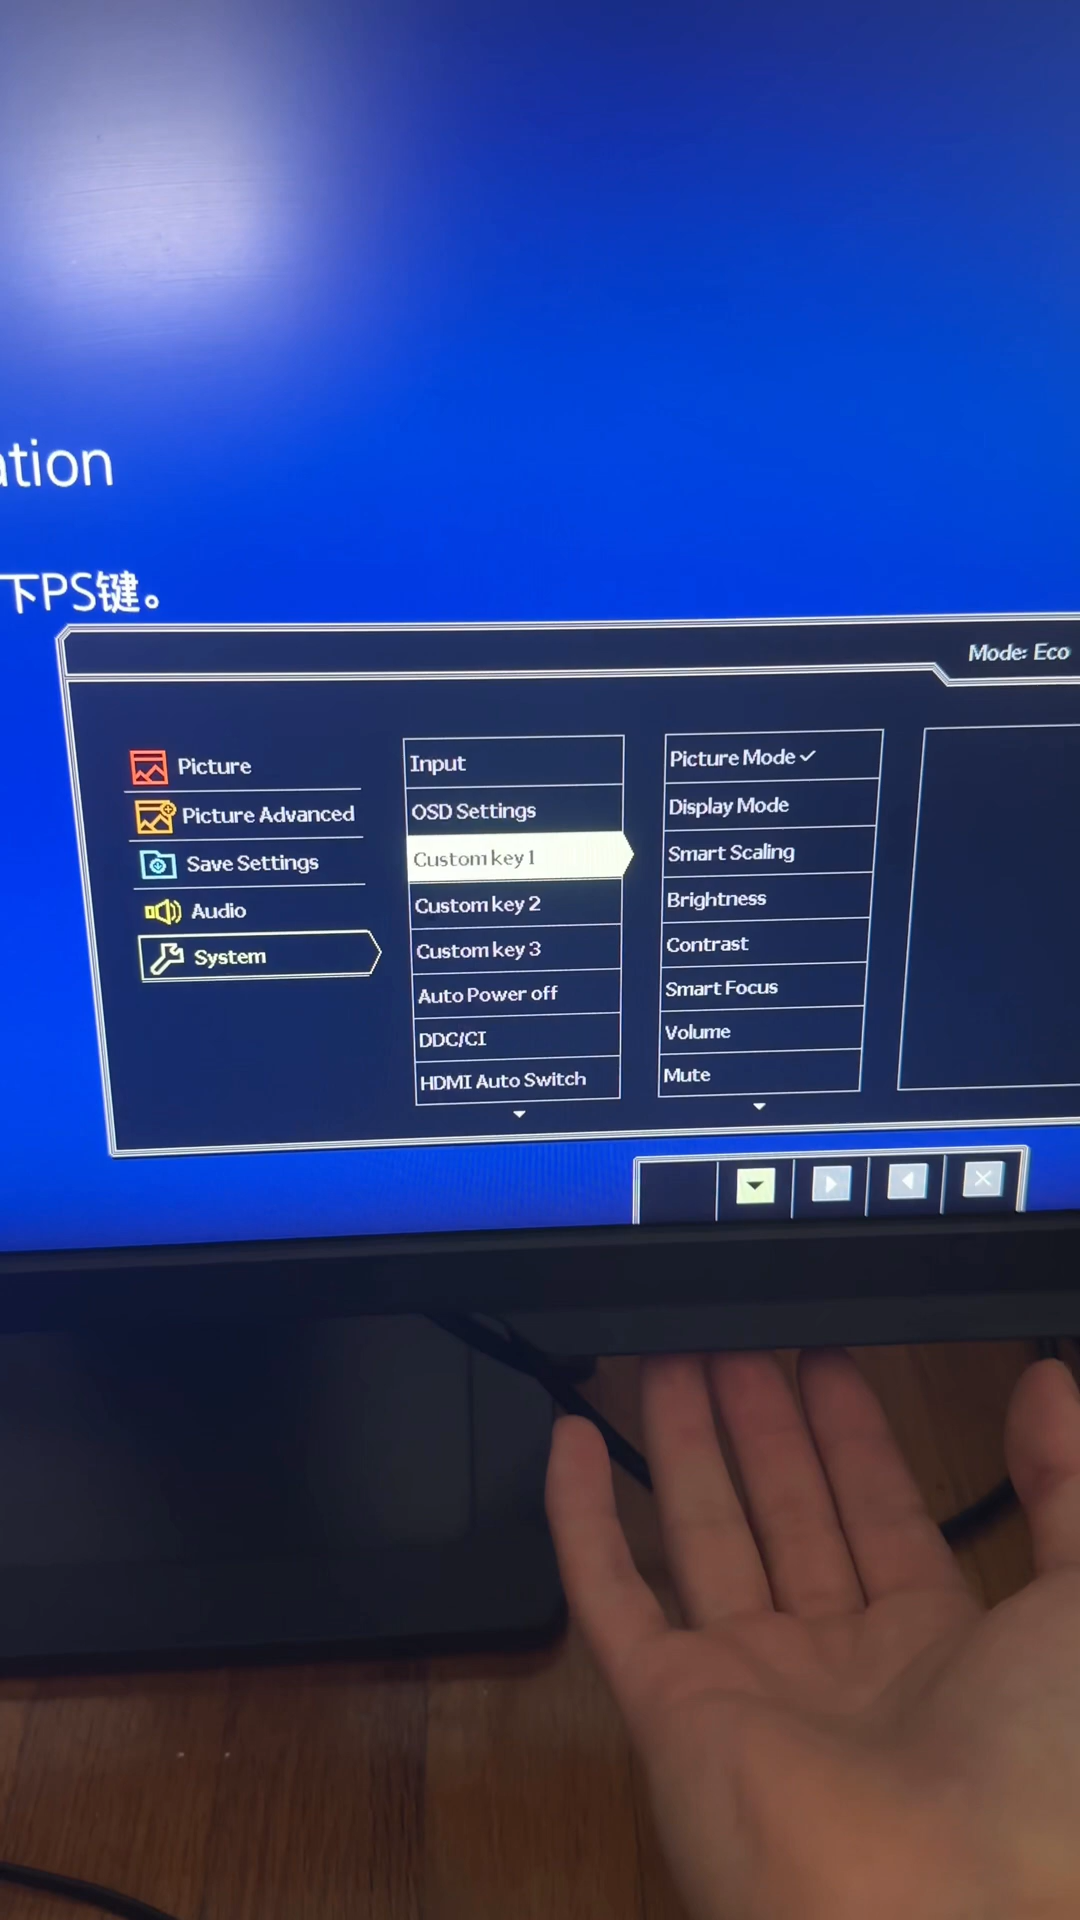 ation
下PS键。
Mode: Eco
Picture
Picture Advanced
Save Settings
Audio
System
Input
OSD Settings
Custom key 1
Custom key 2
Custom key 3
Auto Power off
DDC/CI
HDMI Auto Switch
Picture Mode ✓
Display Mode
Smart Scaling
Brightness
Contrast
Smart Focus
Volume
Mute